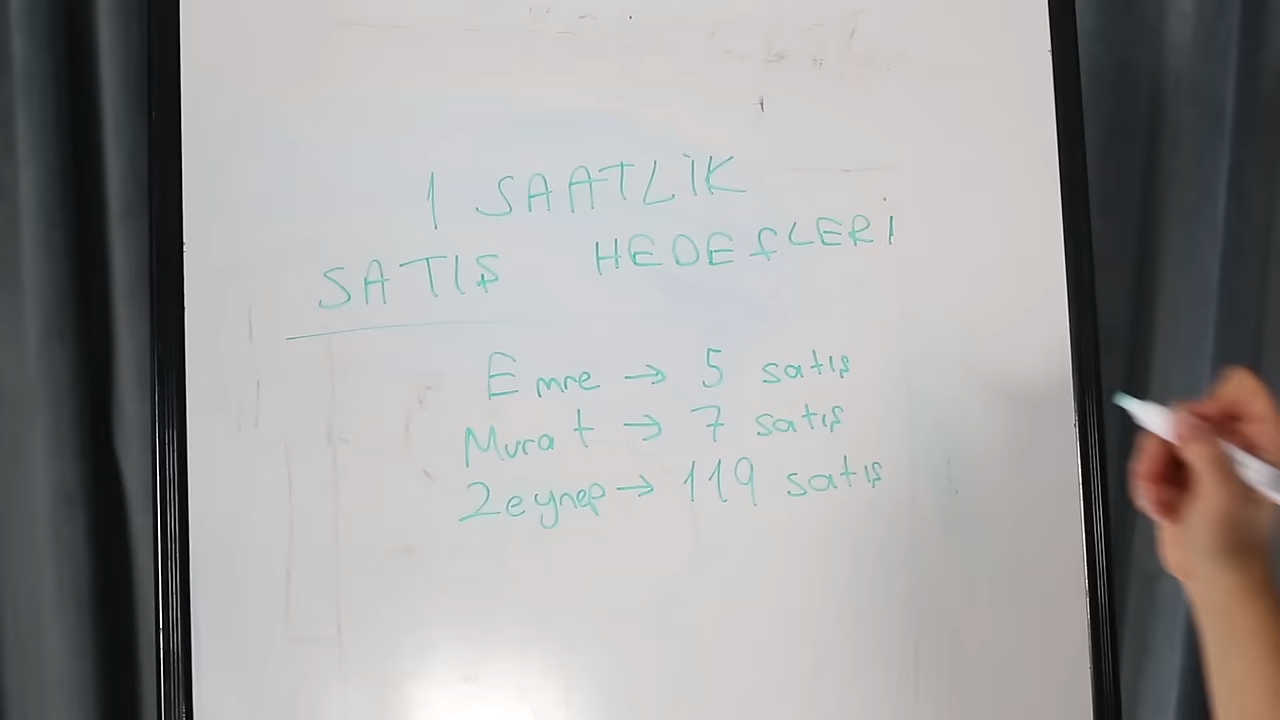 1 SAATLİK
SATIŞ HEDEFLERİ
Emre → 5 satış
Murat → 7 satış
Zeynep → 119 satış